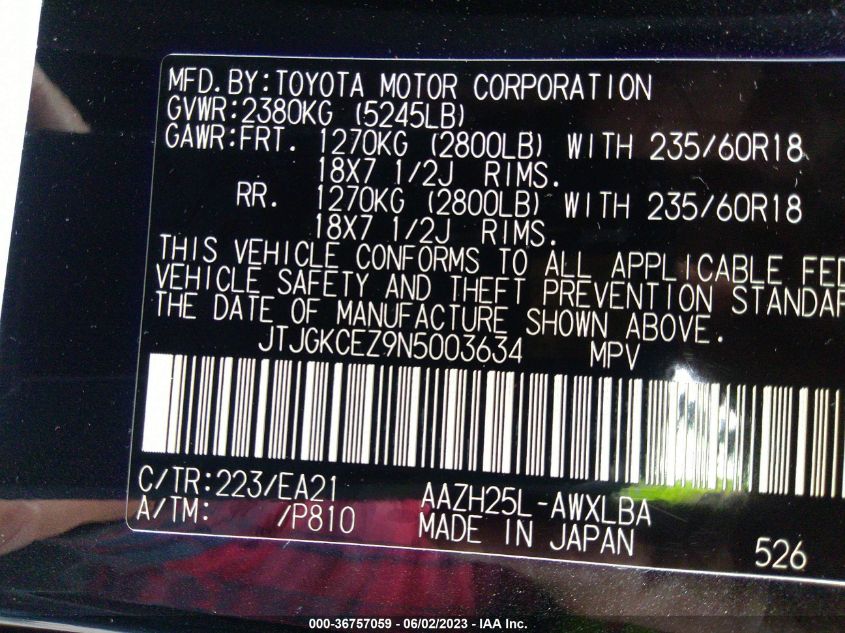 MFD.BY:TOYOTA MOTOR CORPORATION
GVWR:2380KG (5245LB)
GAWR:FRT. 1270KG (2800LB) WITH 235/60R18
18X7 1/2J RIMS.
RR. 1270KG (2800LB) WITH 235/60R18
18X7 1/2J RIMS.
THIS VEHICLE CONFORMS TO ALL APPLICABLE FED
VEHICLE SAFETY AND THEFT PREVENTION STANDAR
THE DATE OF MANUFACTURE SHOWN ABOVE.
JTJGKCEZ9N5003634 MPV
C/TR:223/EA21 AAZH25L-AWXLBA
A/TM: /P810 MADE IN JAPAN 526
000-36757059 - 06/02/2023 - IAA Inc.